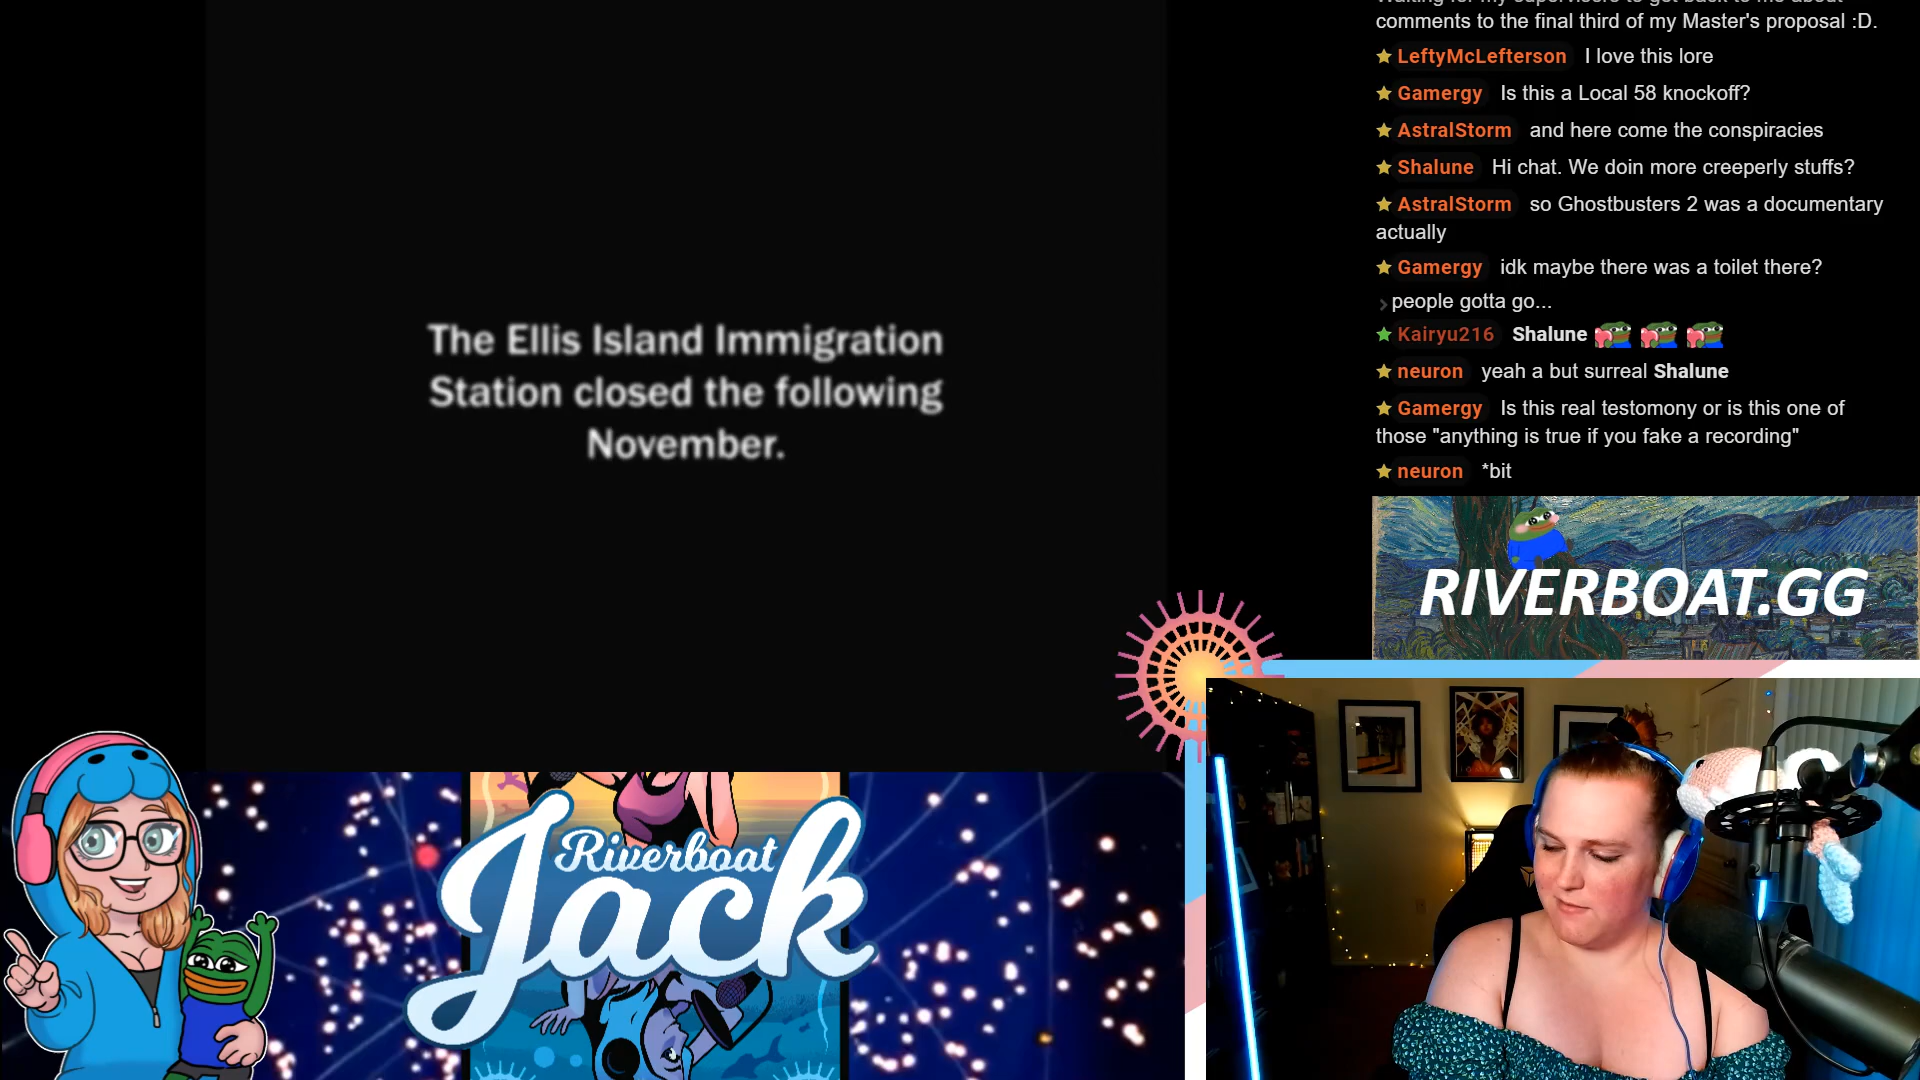 The Ellis Island Immigration
Station closed the following
November.
comments to the final third of my Master's proposal :D.
LeftyMcLefterson I love this lore
Gamergy Is this a Local 58 knockoff?
AstralStorm and here come the conspiracies
Shalune Hi chat. We doin more creeperly stuffs?
AstralStorm so Ghostbusters 2 was a documentary
actually
Gamergy idk maybe there was a toilet there?
people gotta go...
Kairyu216 Shalune
neuron yeah a but surreal Shalune
Gamergy Is this real testomony or is this one of
those "anything is true if you fake a recording"
neuron *bit
RIVERBOAT.GG
Riverboat
Jack